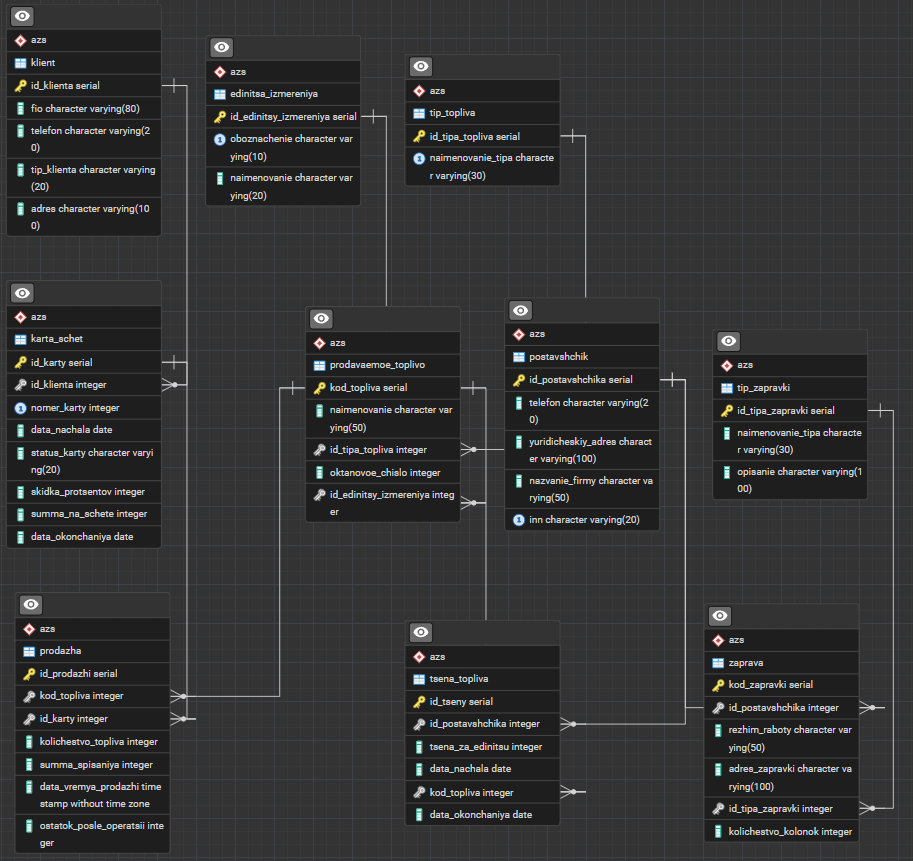 azs
klient
id_klienta serial
fio character varying(80)
telefon character varying(2
0)
tip_klienta character varying
(20)
adres character varying(10
0)
azs
edinitsa_izmereniya
id_edinitsy_izmereniya serial
oboznachenie character var
ying(10)
naimenovanie character var
ying(20)
azs
tip_topliva
id_tipa_topliva serial
naimenovanie_tipa characte
r varying(30)
azs
karta_schet
id_karty serial
id_klienta integer
nomer_karty integer
data_nachala date
status_karty character varyi
ng(20)
skidka_protsentov integer
summa_na_schete integer
data_okonchaniya date
azs
prodavaemoe_toplivo
kod_topliva serial
naimenovanie character var
ying(50)
id_tipa_topliva integer
oktanovoe_chislo integer
id_edinitsy_izmereniya integ
er
azs
postavshchik
id_postavshchika serial
telefon character varying(2
0)
yuridicheskiy_adres charact
er varying(100)
nazvanie_firmy character va
rying(50)
inn character varying(20)
azs
tip_zapravki
id_tipa_zapravki serial
naimenovanie_tipa characte
r varying(30)
opisanie character varying(1
00)
azs
prodazha
id_prodazhi serial
kod_topliva integer
id_karty integer
kolichestvo_topliva integer
summa_spisaniya integer
data_vremya_prodazhi time
stamp without time zone
ostatok_posle_operatsii inte
ger
azs
tsena_topliva
id_tseny serial
id_postavshchika integer
tsena_za_edinitsu integer
data_nachala date
kod_topliva integer
data_okonchaniya date
azs
zaprava
kod_zapravki serial
id_postavshchika integer
rezhim_raboty character var
ying(50)
adres_zapravki character va
rying(100)
id_tipa_zapravki integer
kolichestvo_kolonok integer